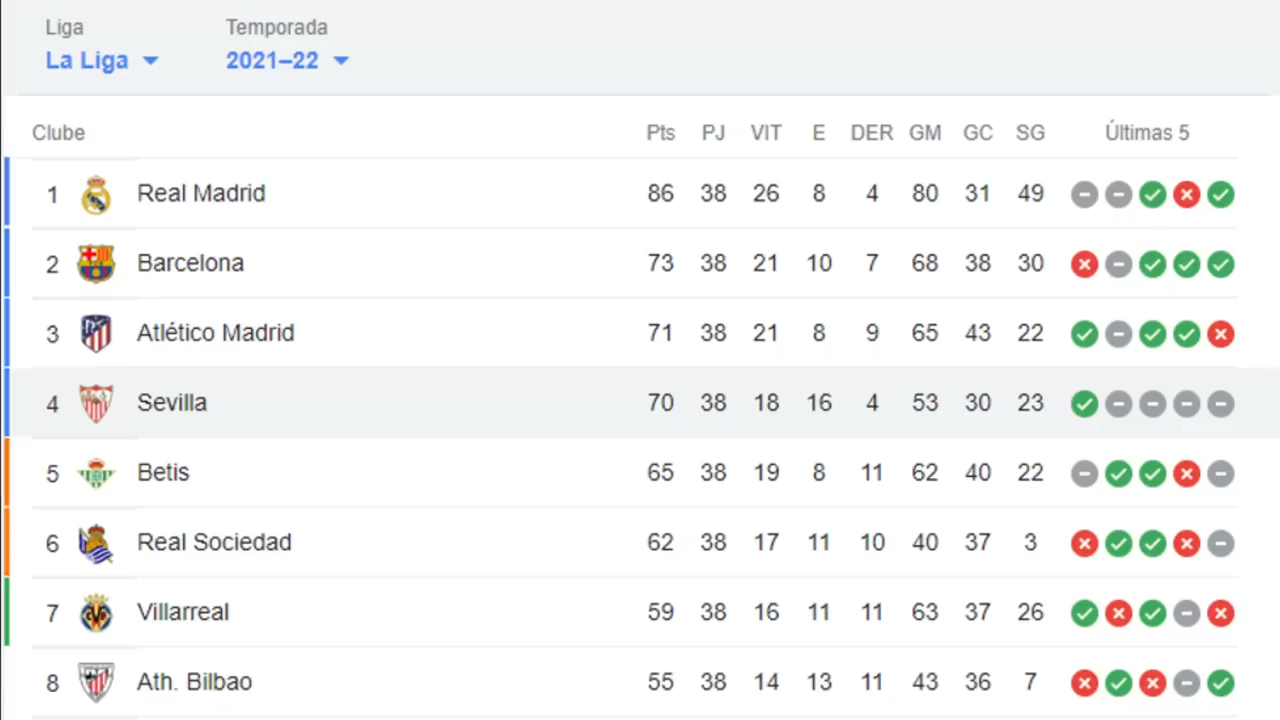 Liga Temporada
La Liga 2021–22
Clube Pts PJ VIT E DER GM GC SG Últimas 5
1 Real Madrid 86 38 26 8 4 80 31 49
2 Barcelona 73 38 21 10 7 68 38 30
3 Atlético Madrid 71 38 21 8 9 65 43 22
4 Sevilla 70 38 18 16 4 53 30 23
5 Betis 65 38 19 8 11 62 40 22
6 Real Sociedad 62 38 17 11 10 40 37 3
7 Villarreal 59 38 16 11 11 63 37 26
8 Ath. Bilbao 55 38 14 13 11 43 36 7